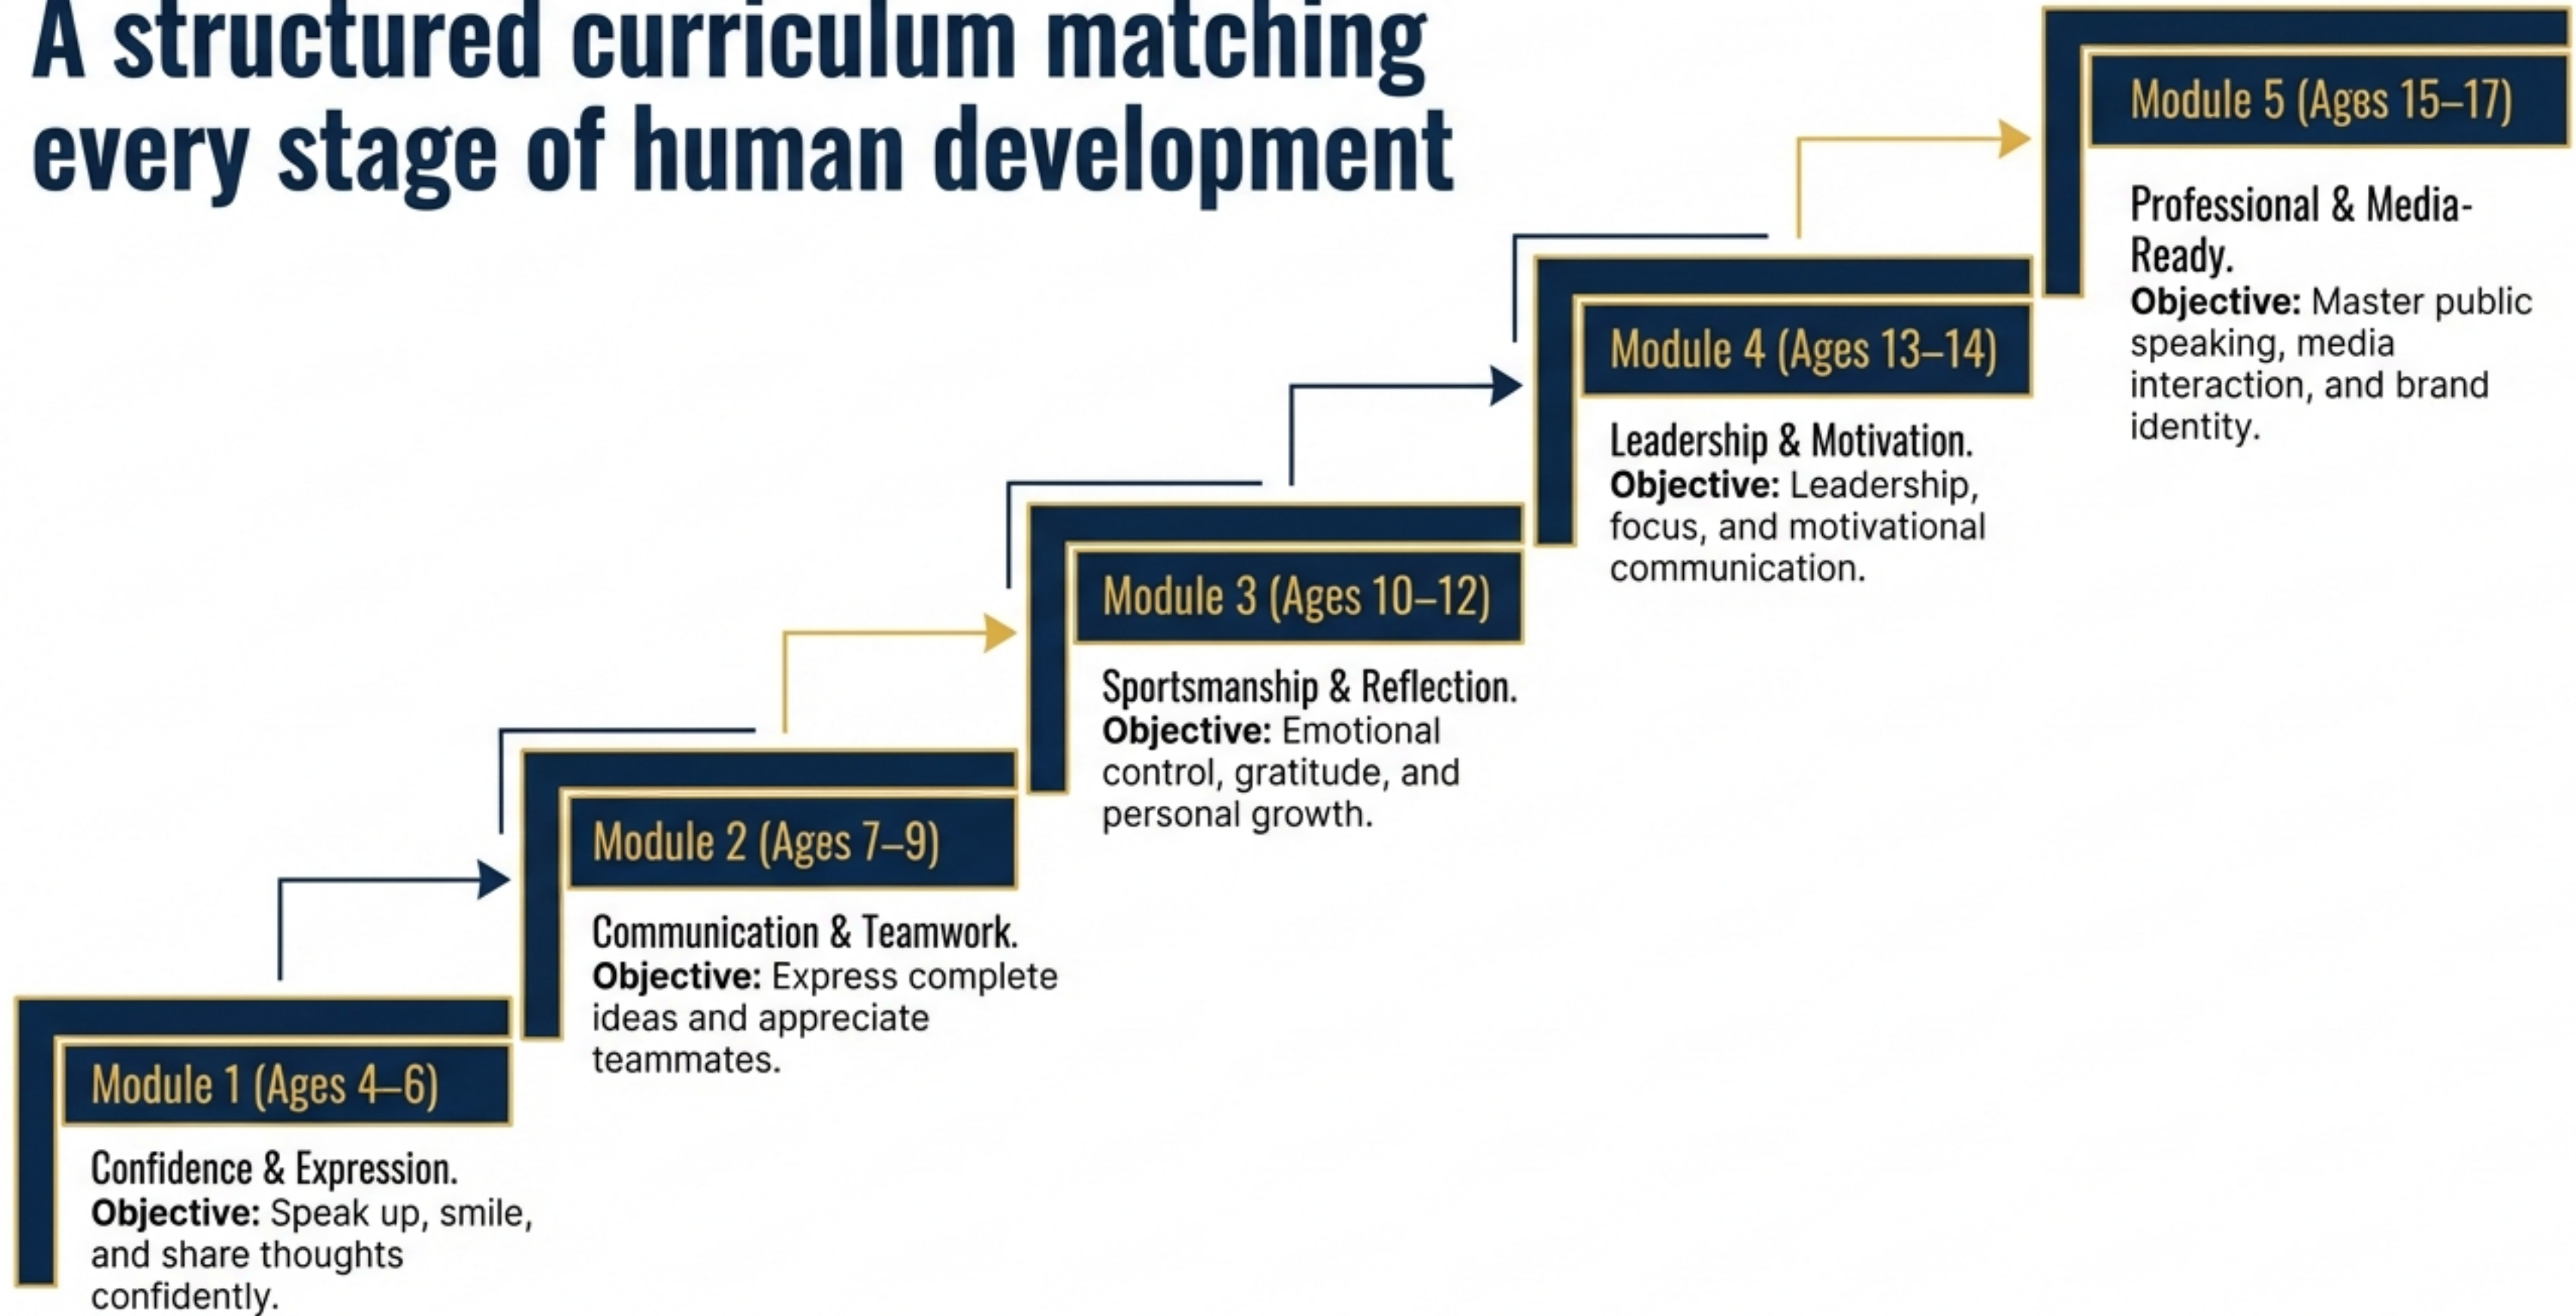 A structured curriculum matching
every stage of human development
Module 1 (Ages 4–6)
Confidence & Expression.
Objective: Speak up, smile,
and share thoughts
confidently.
Module 2 (Ages 7–9)
Communication & Teamwork.
Objective: Express complete
ideas and appreciate
teammates.
Module 3 (Ages 10–12)
Sportsmanship & Reflection.
Objective: Emotional
control, gratitude, and
personal growth.
Module 4 (Ages 13–14)
Leadership & Motivation.
Objective: Leadership,
focus, and motivational
communication.
Module 5 (Ages 15–17)
Professional & Media-
Ready.
Objective: Master public
speaking, media
interaction, and brand
identity.